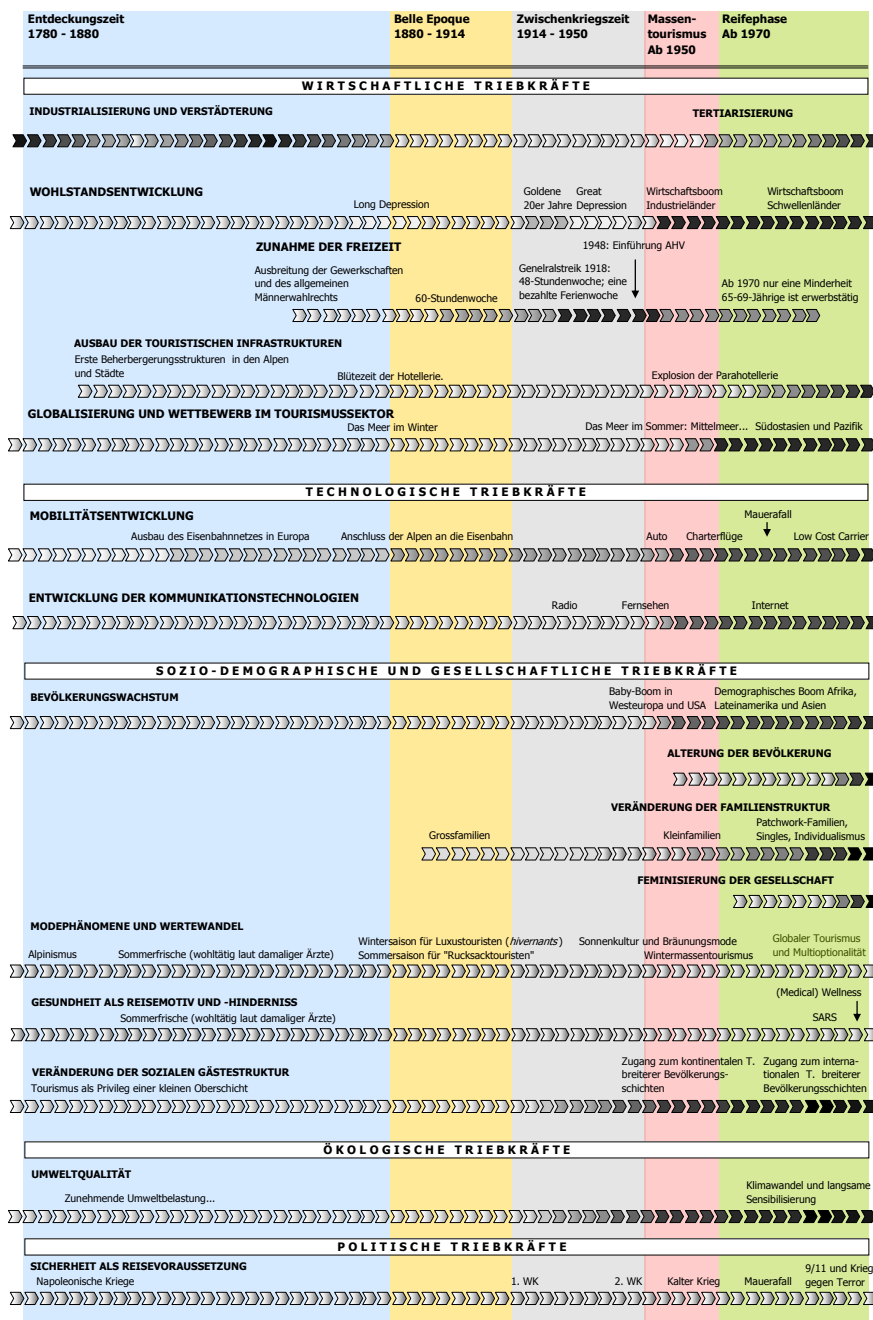 Entdeckungszeit
1780 - 1880
Belle Epoque
1880 - 1914
Zwischenkriegszeit
1914 - 1950
Massen-
tourismus
Ab 1950
Reifephase
Ab 1970
WIRTSCHAFTLICHE TRIEBKRÄFTE
INDUSTRIALISIERUNG UND VERSTÄDTERUNG
TERTIARISIERUNG
WOHLSTANDSENTWICKLUNG
Long Depression
Goldene
20er Jahre
Great
Depression
Wirtschaftsboom
Industrieländer
Wirtschaftsboom
Schwellenländer
ZUNAHME DER FREIZEIT
Ausbreitung der Gewerkschaften
und des allgemeinen
Männerwahlrechts
60-Stundenwoche
1948: Einführung AHV
Genelralstreik 1918:
48-Stundenwoche; eine
bezahlte Ferienwoche
Ab 1970 nur eine Minderheit
65-69-Jährige ist erwerbstätig
AUSBAU DER TOURISTISCHEN INFRASTRUKTUREN
Erste Beherbergerungsstrukturen in den Alpen
und Städte
Blütezeit der Hotellerie.
Explosion der Parahotellerie
GLOBALISIERUNG UND WETTBEWERB IM TOURISMUSSEKTOR
Das Meer im Winter
Das Meer im Sommer: Mittelmeer...
Südostasien und Pazifik
TECHNOLOGISCHE TRIEBKRÄFTE
MOBILITÄTSENTWICKLUNG
Ausbau des Eisenbahnnetzes in Europa
Anschluss der Alpen an die Eisenbahn
Auto
Charterflüge
Mauerafall
Low Cost Carrier
ENTWICKLUNG DER KOMMUNIKATIONSTECHNOLOGIEN
Radio
Fernsehen
Internet
SOZIO-DEMOGRAPHISCHE UND GESELLSCHAFTLICHE TRIEBKRÄFTE
BEVÖLKERUNGSWACHSTUM
Baby-Boom in
Westeuropa und USA
Demographisches Boom Afrika,
Lateinamerika und Asien
ALTERUNG DER BEVÖLKERUNG
VERÄNDERUNG DER FAMILIENSTRUKTUR
Grossfamilien
Kleinfamilien
Patchwork-Familien,
Singles, Individualismus
FEMINISIERUNG DER GESELLSCHAFT
MODEPHÄNOMENE UND WERTEWANDEL
Alpinismus
Sommerfrische (wohltätig laut damaliger Ärzte)
Wintersaison für Luxustouristen (hivernants)
Sommersaison für "Rucksacktouristen"
Sonnenkultur und Bräunungsmode
Wintermassentourismus
Globaler Tourismus
und Multioptionalität
GESUNDHEIT ALS REISEMOTIV UND -HINDERNISS
Sommerfrische (wohltätig laut damaliger Ärzte)
(Medical) Wellness
SARS
VERÄNDERUNG DER SOZIALEN GÄSTESTRUKTUR
Tourismus als Privileg einer kleinen Oberschicht
Zugang zum kontinentalen T.
breiterer Bevölkerungs-
schichten
Zugang zum interna-
tionalen T. breiterer
Bevölkerungsschichten
ÖKOLOGISCHE TRIEBKRÄFTE
UMWELTQUALITÄT
Zunehmende Umweltbelastung...
Klimawandel und langsame
Sensibilisierung
POLITISCHE TRIEBKRÄFTE
SICHERHEIT ALS REISEVORAUSSETZUNG
Napoleonische Kriege
1. WK
2. WK
Kalter Krieg
Mauerafall
9/11 und Krieg
gegen Terror